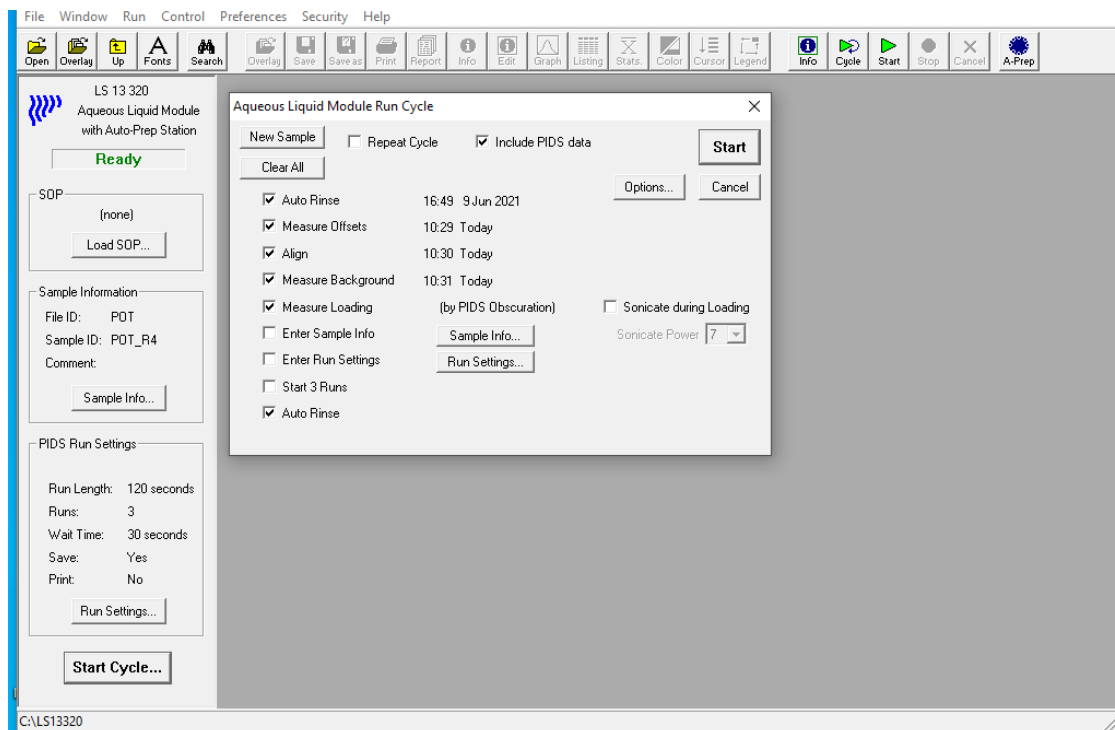 File Window Run Control Preferences Security Help
Open Overlay Up Fonts Search Overlay Save Save as Print Report Info Edit Graph Listing Stats. Color Cursor Legend Info Cycle Start Stop Cancel A-Prep
LS 13 320
Aqueous Liquid Module
with Auto-Prep Station
Ready
SOP
(none)
Load SOP...
Sample Information
File ID: POT
Sample ID: POT_R4
Comment:
Sample Info...
PIDS Run Settings
Run Length: 120 seconds
Runs: 3
Wait Time: 30 seconds
Save: Yes
Print: No
Run Settings...
Start Cycle...
Aqueous Liquid Module Run Cycle
New Sample Repeat Cycle Include PIDS data Start
Clear All
Options... Cancel
Auto Rinse 16:49 9 Jun 2021
Measure Offsets 10:29 Today
Align 10:30 Today
Measure Background 10:31 Today
Measure Loading (by PIDS Obscuration) Sonicate during Loading
Enter Sample Info Sample Info... Sonicate Power 7
Enter Run Settings Run Settings...
Start 3 Runs
Auto Rinse
C:\LS13320